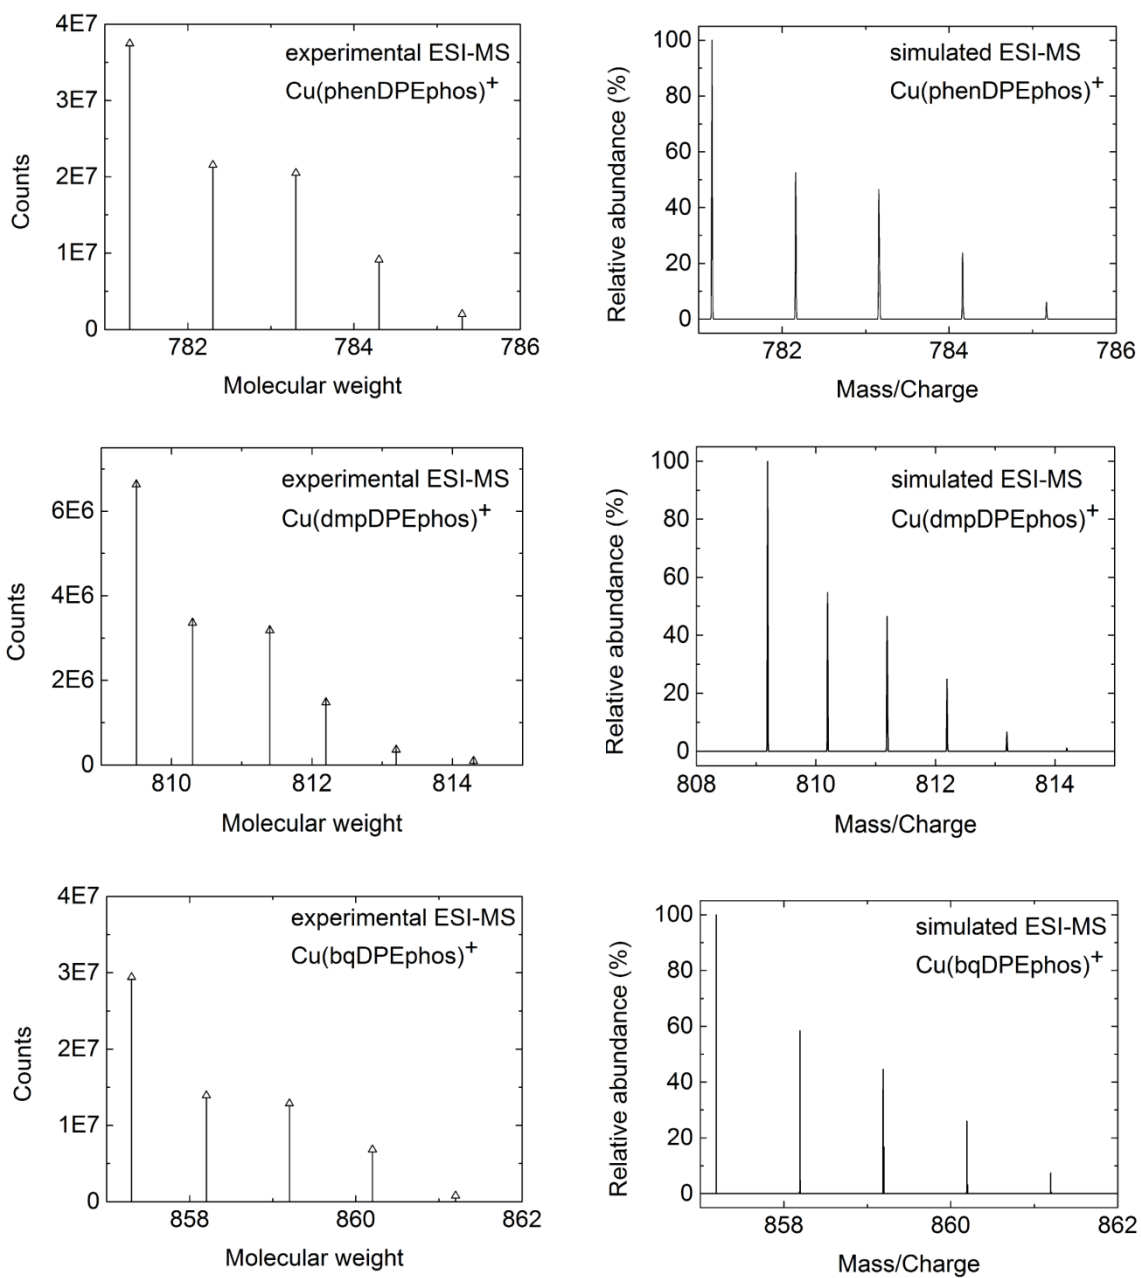 experimental ESI-MS
Cu(phenDPEphos)+
4E7
3E7
2E7
1E7
0
Counts
782
784
786
Molecular weight
simulated ESI-MS
Cu(phenDPEphos)+
100
80
60
40
20
0
Relative abundance (%)
782
784
786
Mass/Charge
experimental ESI-MS
Cu(dmpDPEphos)+
6E6
4E6
2E6
0
Counts
810
812
814
Molecular weight
simulated ESI-MS
Cu(dmpDPEphos)+
100
80
60
40
20
0
Relative abundance (%)
808
810
812
814
Mass/Charge
experimental ESI-MS
Cu(bqDPEphos)+
4E7
3E7
2E7
1E7
0
Counts
858
860
862
Molecular weight
simulated ESI-MS
Cu(bqDPEphos)+
100
80
60
40
20
0
Relative abundance (%)
858
860
862
Mass/Charge